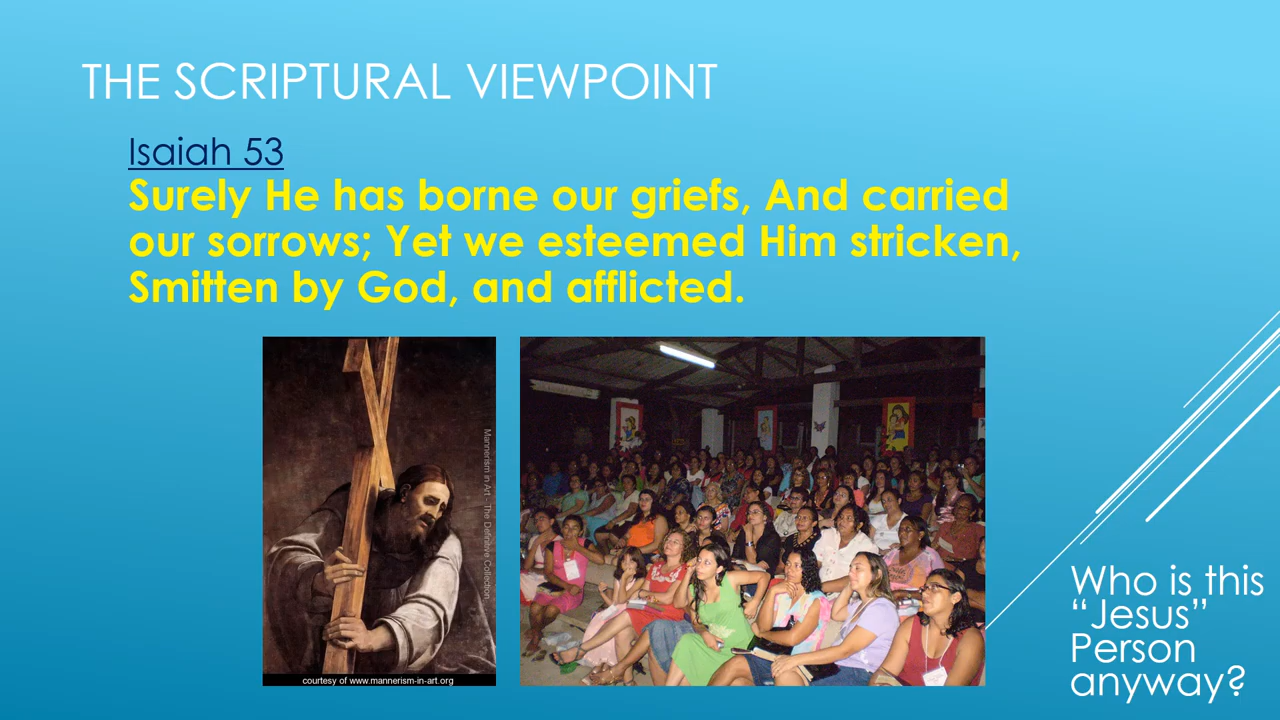 THE SCRIPTURAL VIEWPOINT
Isaiah 53
Surely He has borne our griefs, And carried
our sorrows; Yet we esteemed Him stricken,
Smitten by God, and afflicted.
Mannerism in Art - The Definitive Collection
courtesy of www.mannerism-in-art.org
Who is this
“Jesus”
Person
anyway?